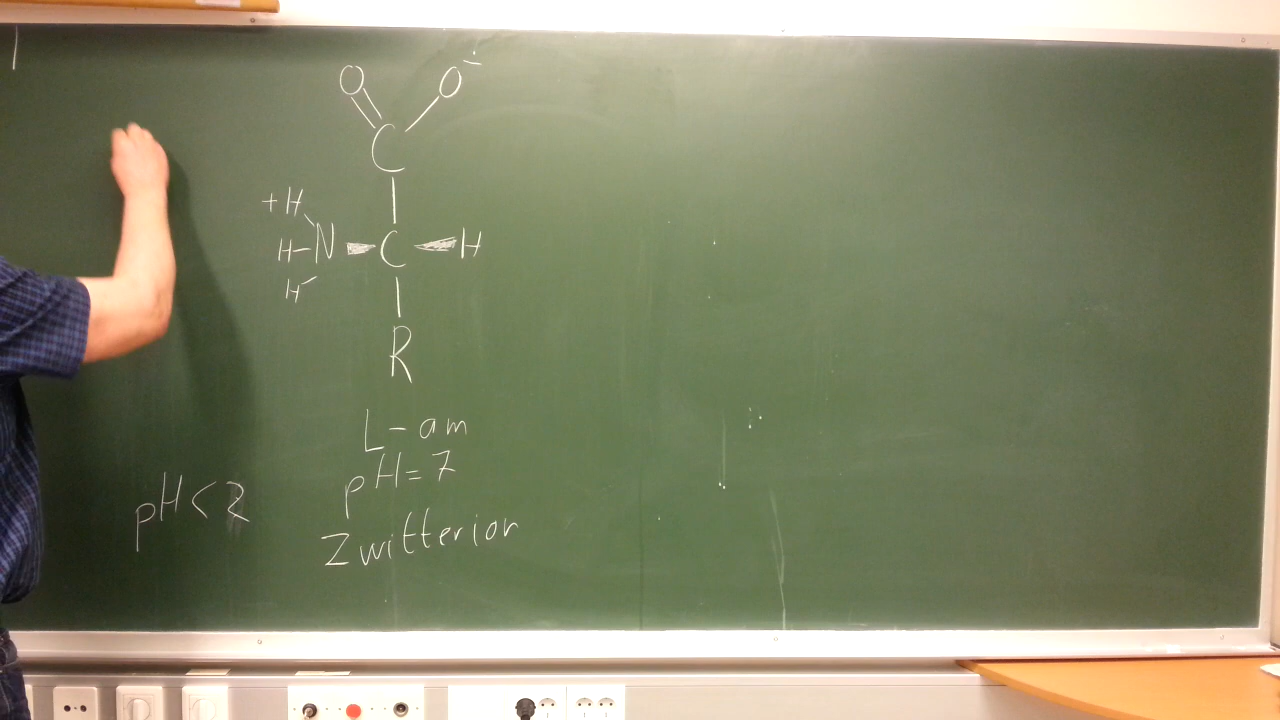 O O -
C
+H
H-N C H
H
R
L-am
pH=7
pH<2
Zwitterion